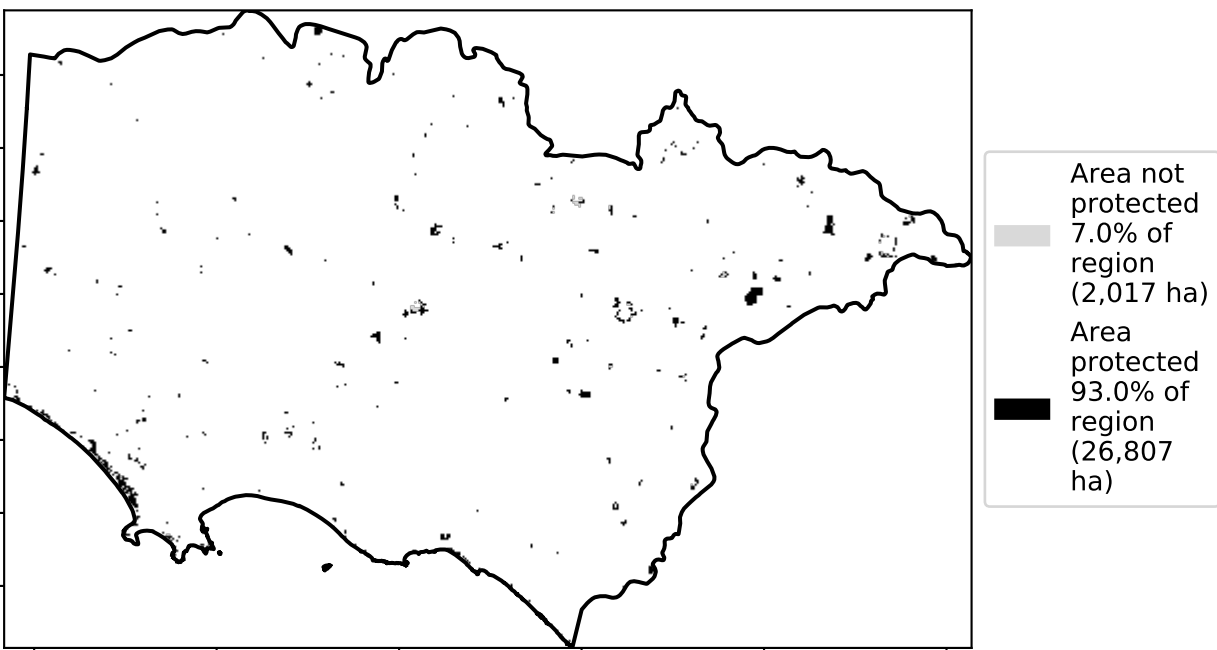 Area not
protected
7.0% of
region
(2,017 ha)
Area
protected
93.0% of
region
(26,807
ha)